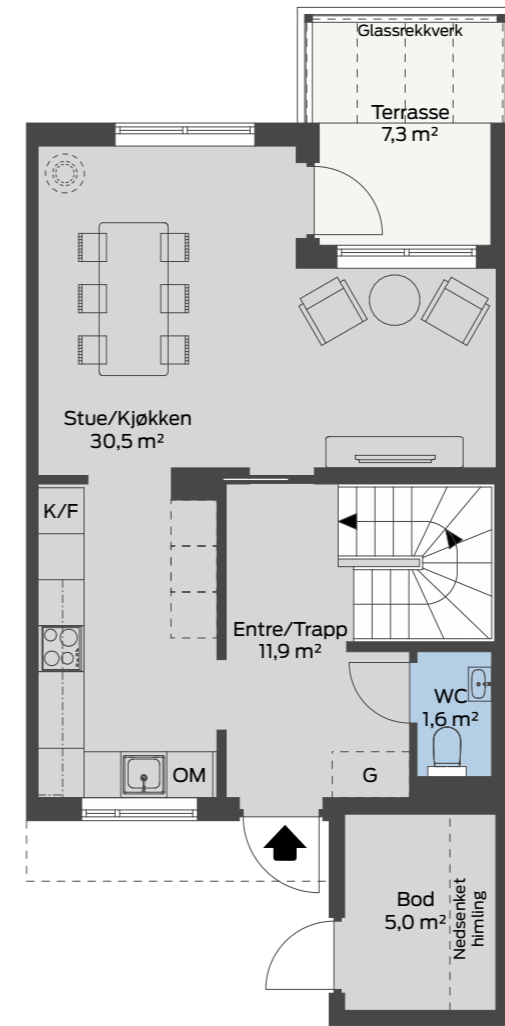 Glassrekkverk
Terrasse
7,3 m²
Stue/Kjøkken
30,5 m²
K/F
Entre/Trapp
11,9 m²
WC
1,6 m²
OM
G
Bod
5,0 m²
Nedsenket
himling